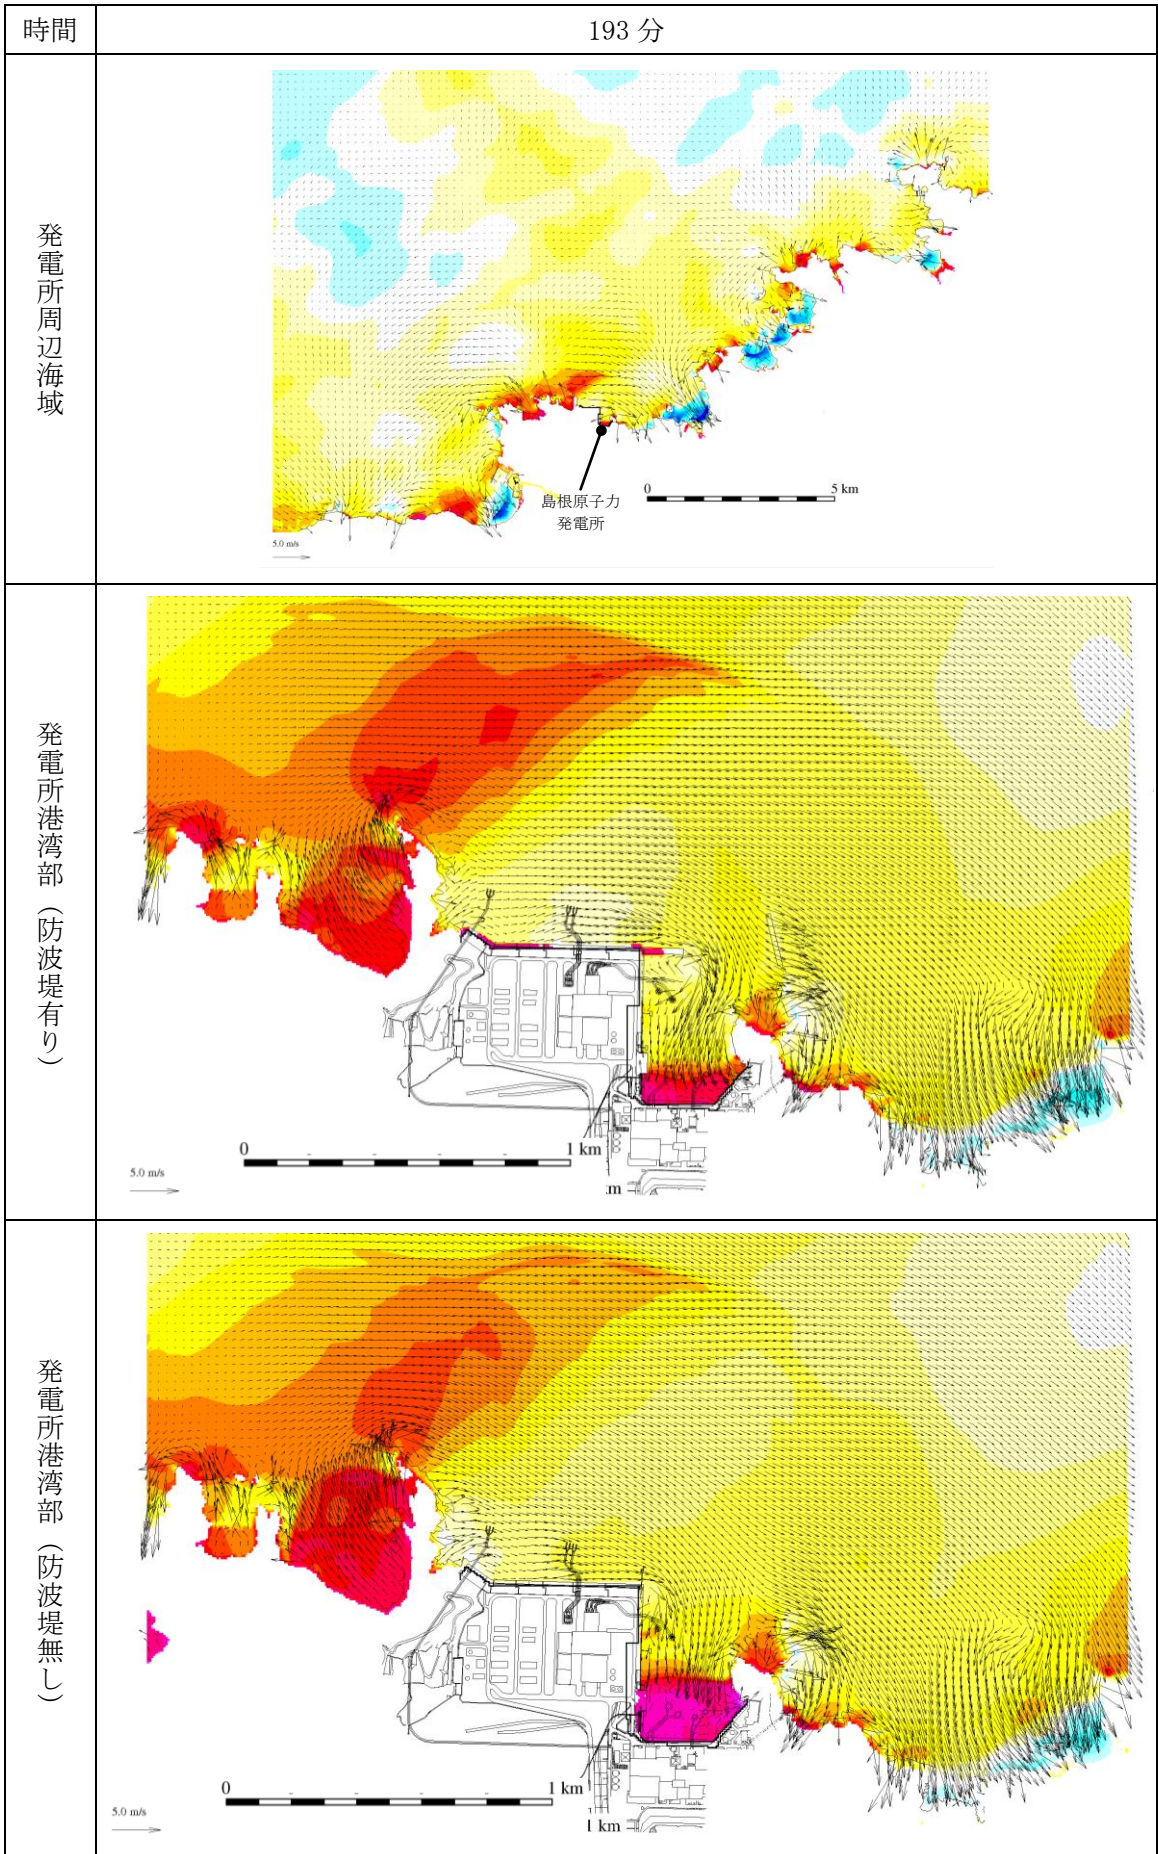 時間
193 分
発電所周辺海域
島根原子力
発電所
0 5 km
5.0 m/s
発電所港湾部（防波堤有り）
0 1 km
5.0 m/s
.m
発電所港湾部（防波堤無し）
0 1 km
5.0 m/s
1 km